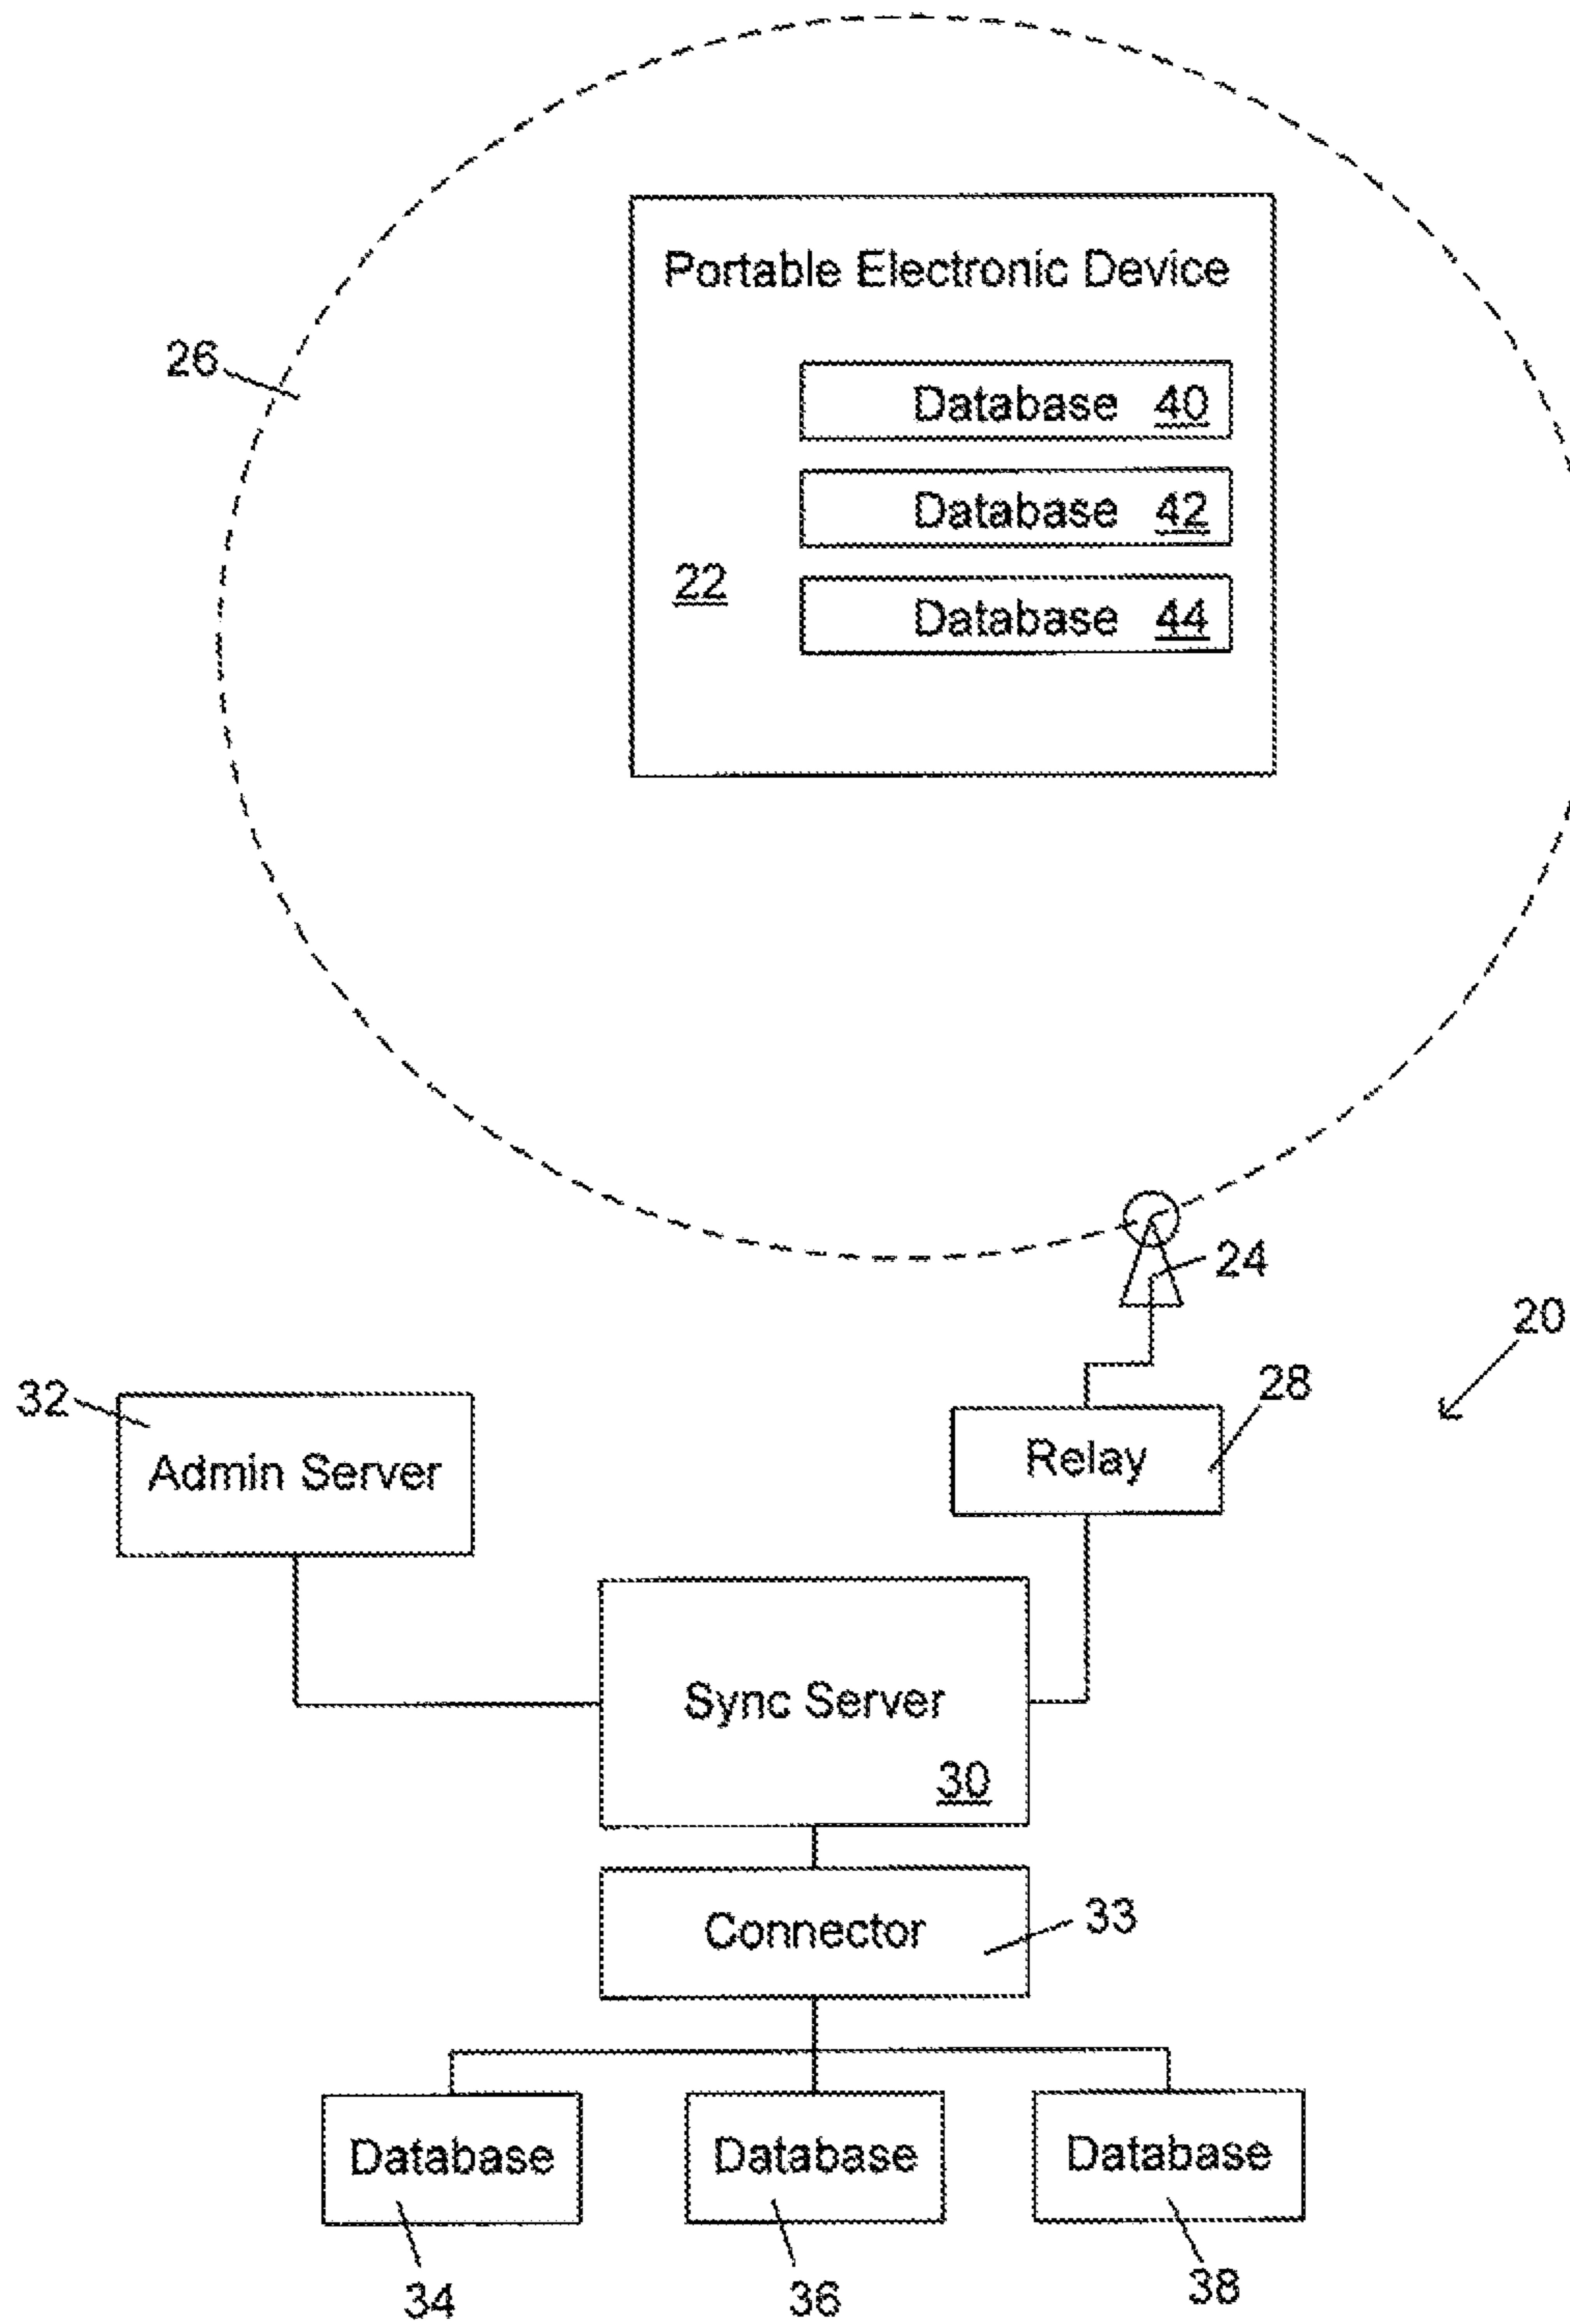 Portable Electronic Device
26
Database 40
Database 42
22
Database 44
24
20
32
28
Admin Server
Relay
Sync Server
30
Connector
33
Database
Database
Database
34
36
38